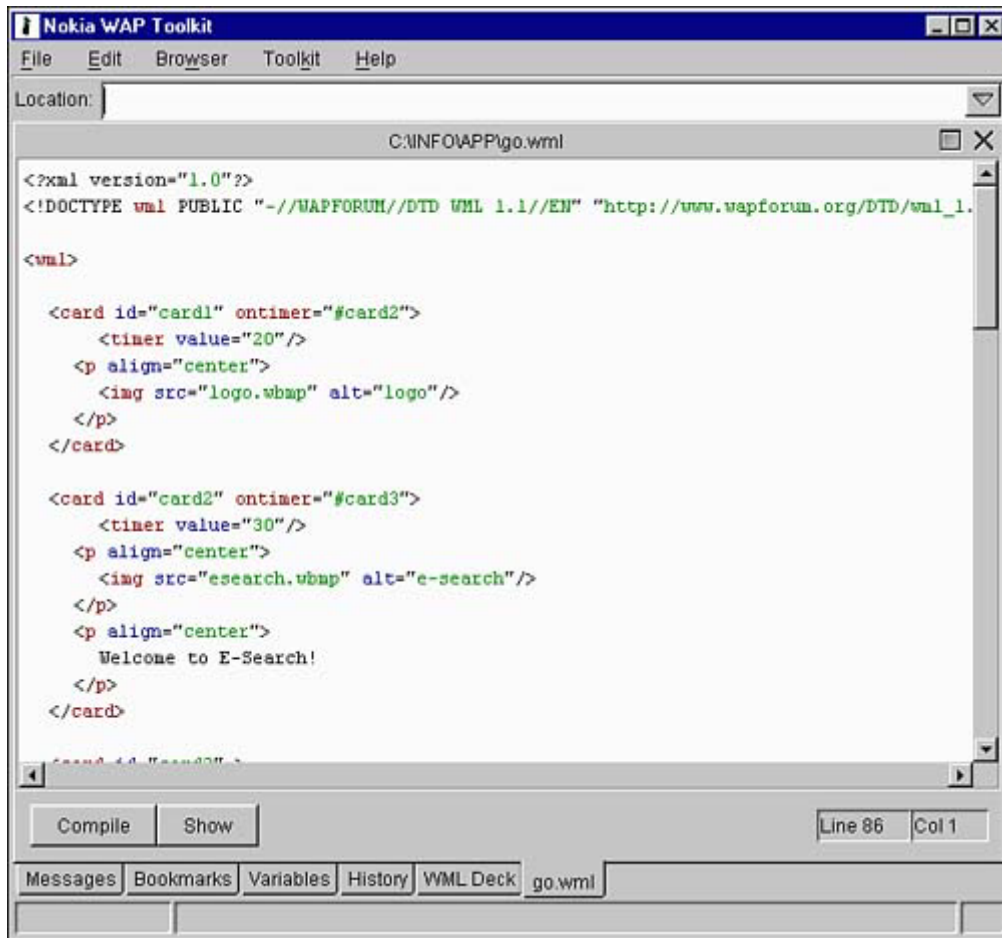 Nokia WAP Toolkit
File Edit Browser Toolkit Help
Location:
C:\INFO\APP\go.wml
<?xml version="1.0"?>
<!DOCTYPE wml PUBLIC "-//WAPFORUM//DTD WML 1.1//EN" "http://www.wapforum.org/DTD/wml_1.
<wml>
<card id="card1" ontimer="#card2">
<timer value="20"/>
<p align="center">
<img src="logo.wbmp" alt="logo"/>
</p>
</card>
<card id="card2" ontimer="#card3">
<timer value="30"/>
<p align="center">
<img src="esearch.wbmp" alt="e-search"/>
</p>
<p align="center">
Welcome to E-Search!
</p>
</card>
Compile Show Line 86 Col 1
Messages Bookmarks Variables History WML Deck go.wml